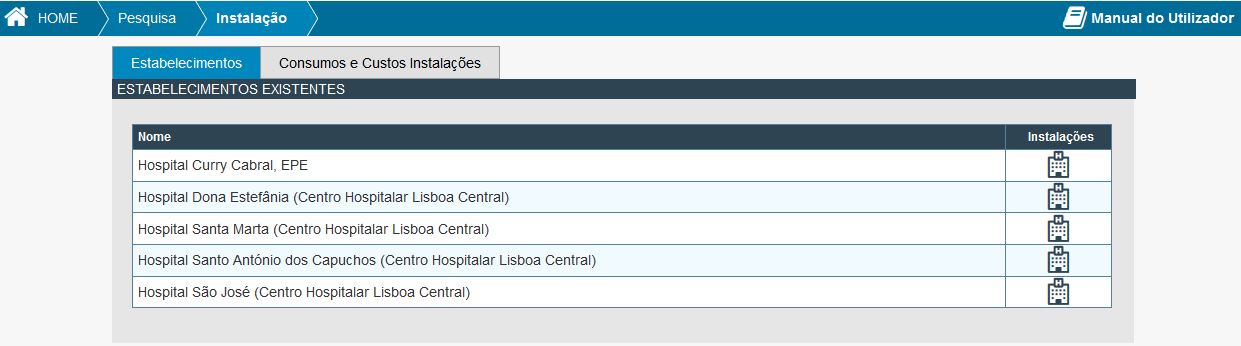 HOME Pesquisa Instalação Manual do Utilizador
Estabelecimentos Consumos e Custos Instalações
ESTABELECIMENTOS EXISTENTES
Nome Instalações
Hospital Curry Cabral, EPE H
Hospital Dona Estefânia (Centro Hospitalar Lisboa Central) H
Hospital Santa Marta (Centro Hospitalar Lisboa Central) H
Hospital Santo António dos Capuchos (Centro Hospitalar Lisboa Central) H
Hospital São José (Centro Hospitalar Lisboa Central) H